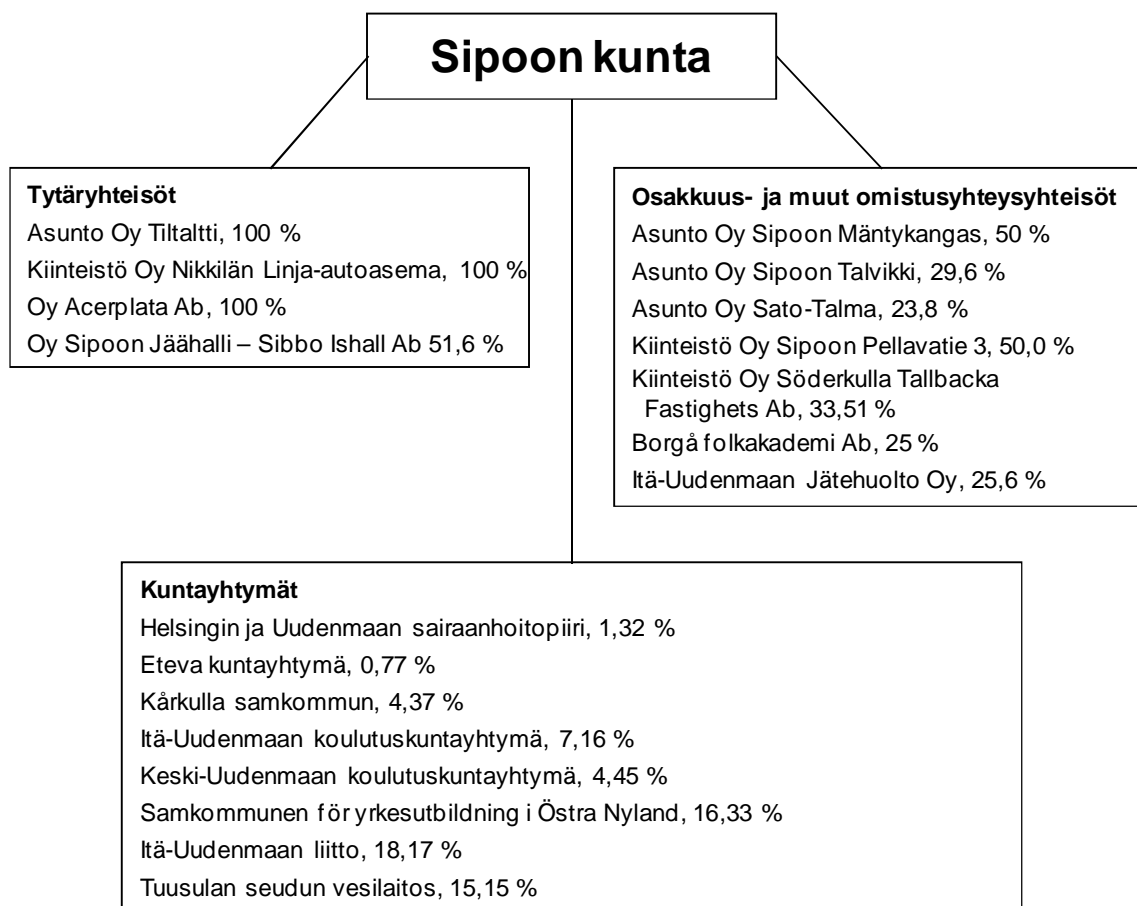 Sipoon kunta
Tytäryhteisöt
Asunto Oy Tiltaltti, 100 %
Kiinteistö Oy Nikkilän Linja-autoasema, 100 %
Oy Acerplata Ab, 100 %
Oy Sipoon Jäähalli – Sibbo Ishall Ab 51,6 %
Osakkuus- ja muut omistusyhteysyhteisöt
Asunto Oy Sipoon Mäntykangas, 50 %
Asunto Oy Sipoon Talvikki, 29,6 %
Asunto Oy Sato-Talma, 23,8 %
Kiinteistö Oy Sipoon Pellavatie 3, 50,0 %
Kiinteistö Oy Söderkulla Tallbacka
Fastighets Ab, 33,51 %
Borgå folkakademi Ab, 25 %
Itä-Uudenmaan Jätehuolto Oy, 25,6 %
Kuntayhtymät
Helsingin ja Uudenmaan sairaanhoitopiiri, 1,32 %
Eteva kuntayhtymä, 0,77 %
Kårkulla samkommun, 4,37 %
Itä-Uudenmaan koulutuskuntayhtymä, 7,16 %
Keski-Uudenmaan koulutuskuntayhtymä, 4,45 %
Samkommunen för yrkesutbildning i Östra Nyland, 16,33 %
Itä-Uudenmaan liitto, 18,17 %
Tuusulan seudun vesilaitos, 15,15 %